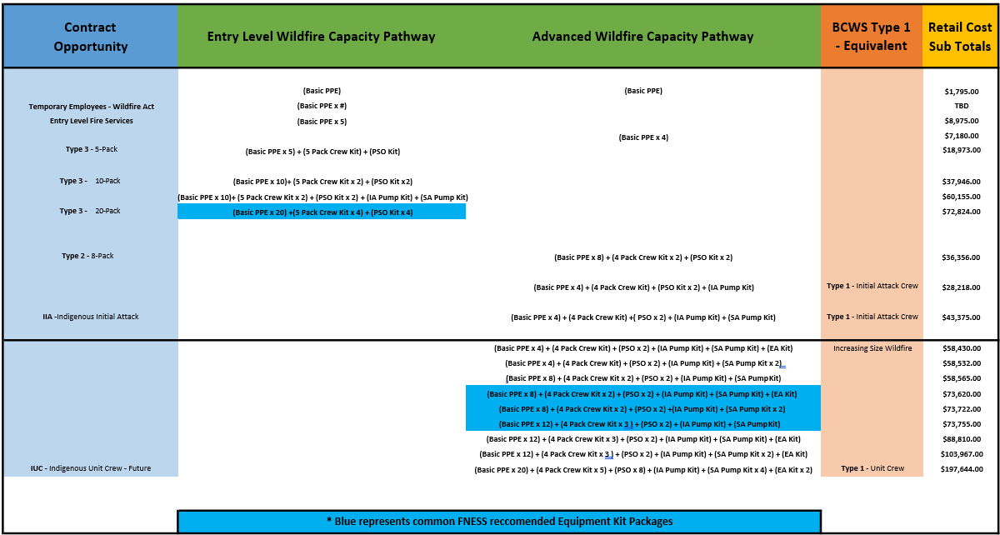 Contract Opportunity Entry Level Wildfire Capacity Pathway Advanced Wildfire Capacity Pathway BCWS Type 1 - Equivalent Retail Cost Sub Totals
(Basic PPE) (Basic PPE) $1,795.00
Temporary Employees - Wildfire Act (Basic PPE x #) TBD
Entry Level Fire Services (Basic PPE x 5) $8,975.00
(Basic PPE x 4) $7,180.00
Type 3 - 5-Pack (Basic PPE x 5) + (5 Pack Crew Kit) + (PSO Kit) $18,973.00
Type 3 - 10-Pack (Basic PPE x 10)+ (5 Pack Crew Kit x 2) + (PSO Kit x2) $37,946.00
(Basic PPE x 10)+ (5 Pack Crew Kit x 2) + (PSO Kit x 2) + (IA Pump Kit) + (SA Pump Kit) $60,155.00
Type 3 - 20-Pack (Basic PPE x 20) +(5 Pack Crew Kit x 4) + (PSO Kit x 4) $72,824.00
Type 2 - 8-Pack (Basic PPE x 8) + (4 Pack Crew Kit x 2) + (PSO Kit x 2) $36,356.00
(Basic PPE x 4) + (4 Pack Crew Kit) + (PSO Kit x 2) + (IA Pump Kit) Type 1 - Initial Attack Crew $28,218.00
IIA -Indigenous Initial Attack (Basic PPE x 4) + (4 Pack Crew Kit) +( PSO x 2) + (IA Pump Kit) + (SA Pump Kit) Type 1 - Initial Attack Crew $43,375.00
(Basic PPE x 4) + (4 Pack Crew Kit) + (PSO x 2) + (IA Pump Kit) + (SA Pump Kit) + (EA Kit) Increasing Size Wildfire $58,430.00
(Basic PPE x 4) + (4 Pack Crew Kit) + (PSO x 2) + (IA Pump Kit) + (SA Pump Kit x 2) $58,532.00
(Basic PPE x 8) + (4 Pack Crew Kit x 2) + (PSO x 2) + (IA Pump Kit) + (SA Pump Kit) $58,565.00
(Basic PPE x 8) + (4 Pack Crew Kit x 2) + (PSO x 2) + (IA Pump Kit) + (SA Pump Kit) + (EA Kit) $73,620.00
(Basic PPE x 8) + (4 Pack Crew Kit x 2) + (PSO x 2) +(IA Pump Kit) + (SA Pump Kit x 2) $73,722.00
(Basic PPE x 12) + (4 Pack Crew Kit x 3 ) + (PSO x 2) + (IA Pump Kit) + (SA Pump Kit) $73,755.00
(Basic PPE x 12) + (4 Pack Crew Kit x 3) + (PSO x 2) + (IA Pump Kit) + (SA Pump Kit) + (EA Kit) $88,810.00
(Basic PPE x 12) + (4 Pack Crew Kit x 3 ) + (PSO x 2) + (IA Pump Kit) + (SA Pump Kit x 2) + (EA Kit) $103,967.00
IUC - Indigenous Unit Crew - Future (Basic PPE x 20) + (4 Pack Crew Kit x 5) + (PSO x 8) + (IA Pump Kit) + (SA Pump Kit x 4) + (EA Kit x 2) Type 1 - Unit Crew $197,644.00
* Blue represents common FNESS reccomended Equipment Kit Packages